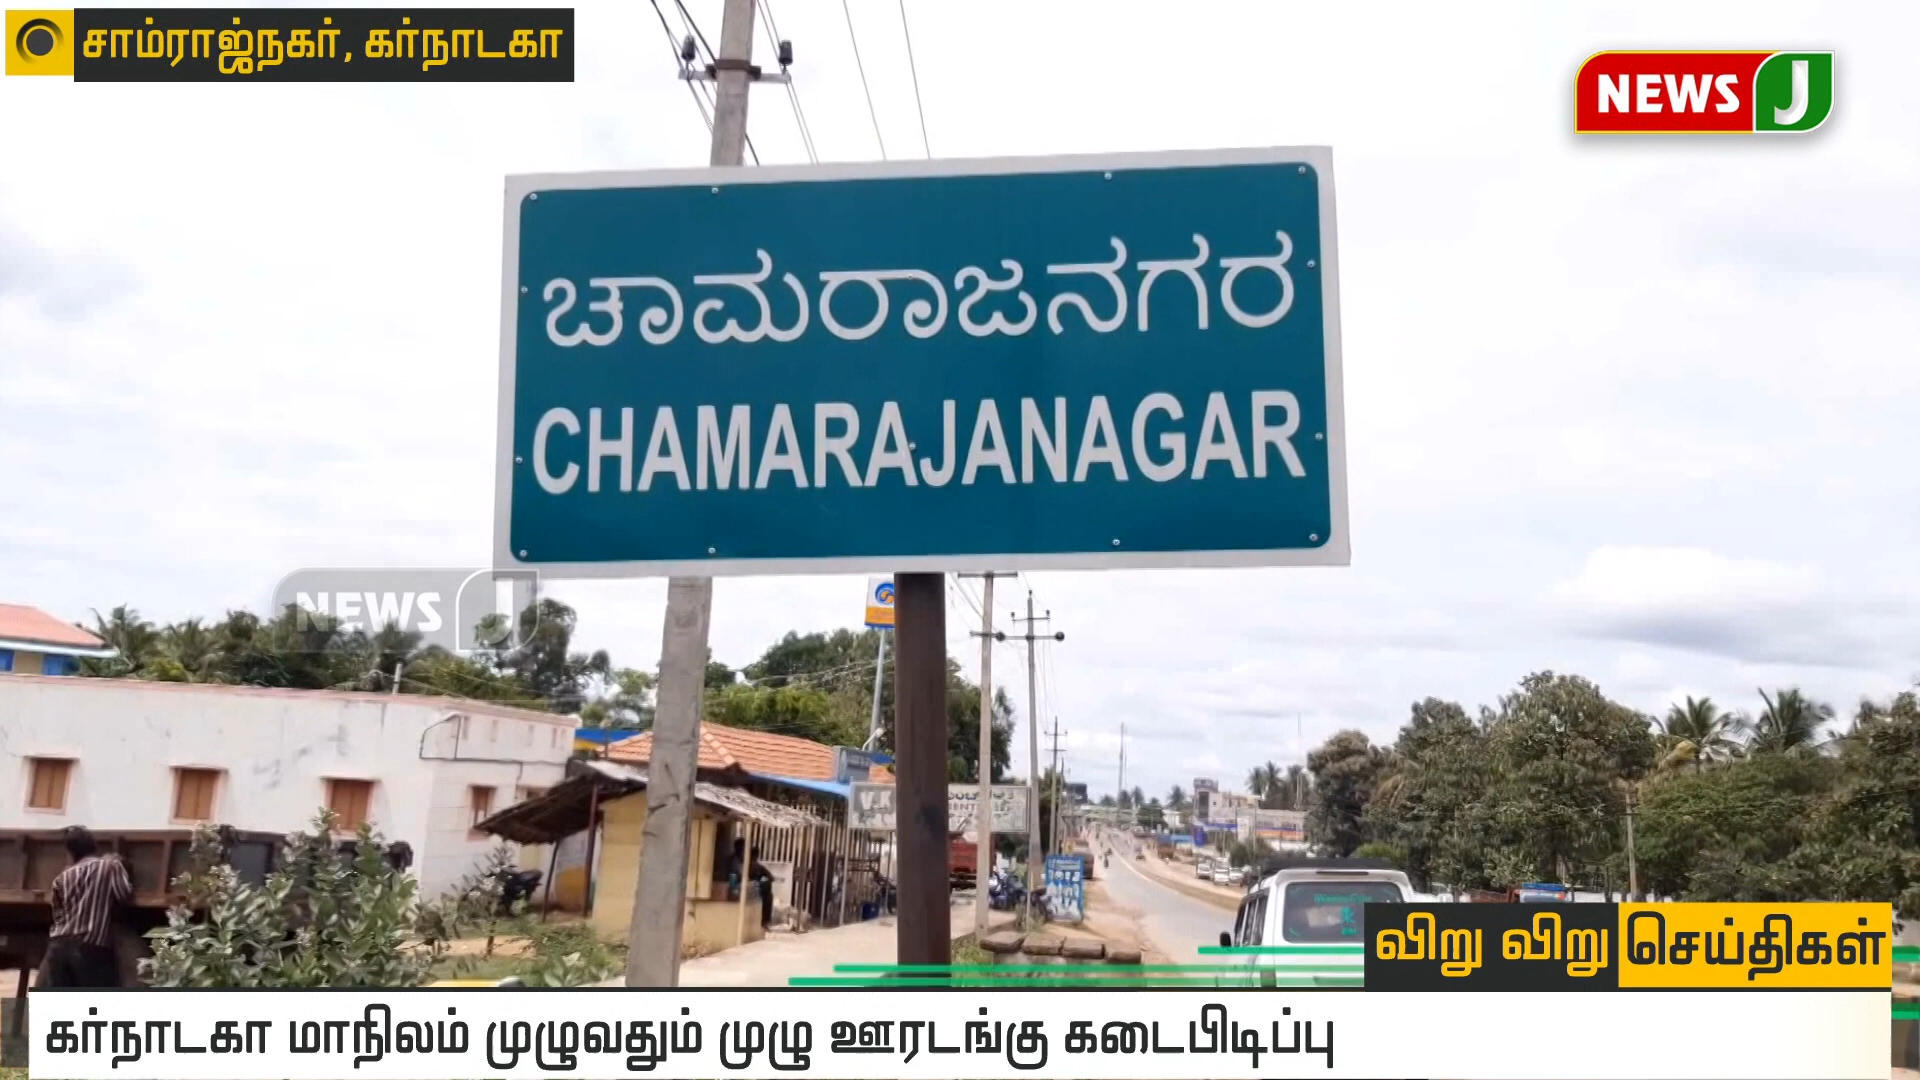 சாம்ராஜ்நகர், கர்நாடகா
NEWS J
ಚಾಮರಾಜನಗರ
CHAMARAJANAGAR
NEWS J
விறு விறு செய்திகள்
கர்நாடகா மாநிலம் முழுவதும் முழு ஊரடங்கு கடைபிடிப்பு